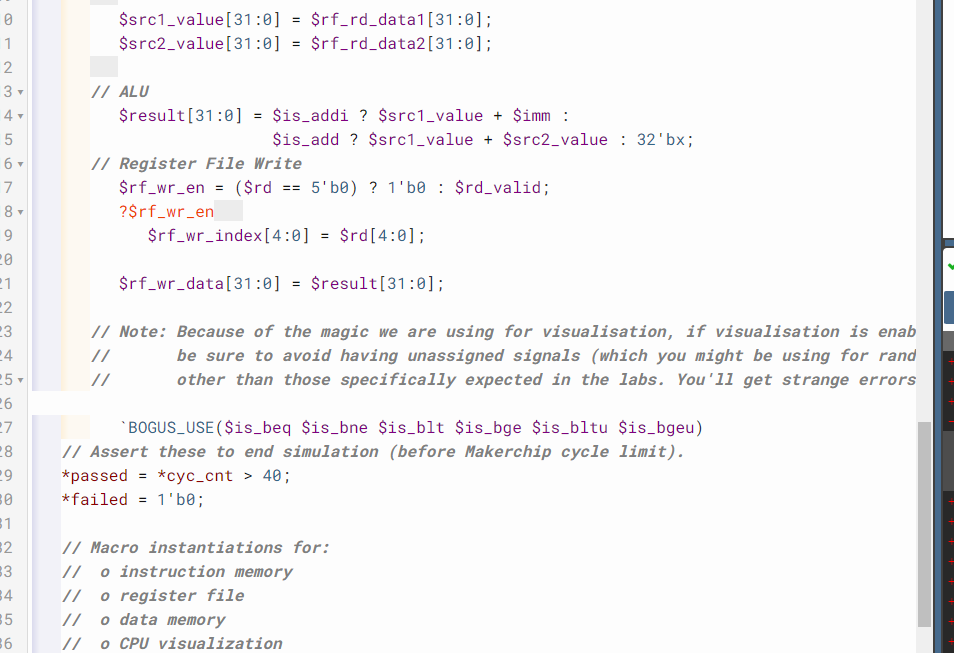 0 $src1_value[31:0] = $rf_rd_data1[31:0];
1 $src2_value[31:0] = $rf_rd_data2[31:0];
2
3 // ALU
4 $result[31:0] = $is_addi ? $src1_value + $imm :
5 $is_add ? $src1_value + $src2_value : 32'bx;
6 // Register File Write
7 $rf_wr_en = ($rd == 5'b0) ? 1'b0 : $rd_valid;
8 ?$rf_wr_en
9 $rf_wr_index[4:0] = $rd[4:0];
20
21 $rf_wr_data[31:0] = $result[31:0];
22
23 // Note: Because of the magic we are using for visualisation, if visualisation is enab
24 // be sure to avoid having unassigned signals (which you might be using for rand
25 // other than those specifically expected in the labs. You'll get strange errors
26
27 `BOGUS_USE($is_beq $is_bne $is_blt $is_bge $is_bltu $is_bgeu)
28 // Assert these to end simulation (before Makerchip cycle limit).
29 *passed = *cyc_cnt > 40;
30 *failed = 1'b0;
31
32 // Macro instantiations for:
33 // o instruction memory
34 // o register file
35 // o data memory
36 // o CPU visualization